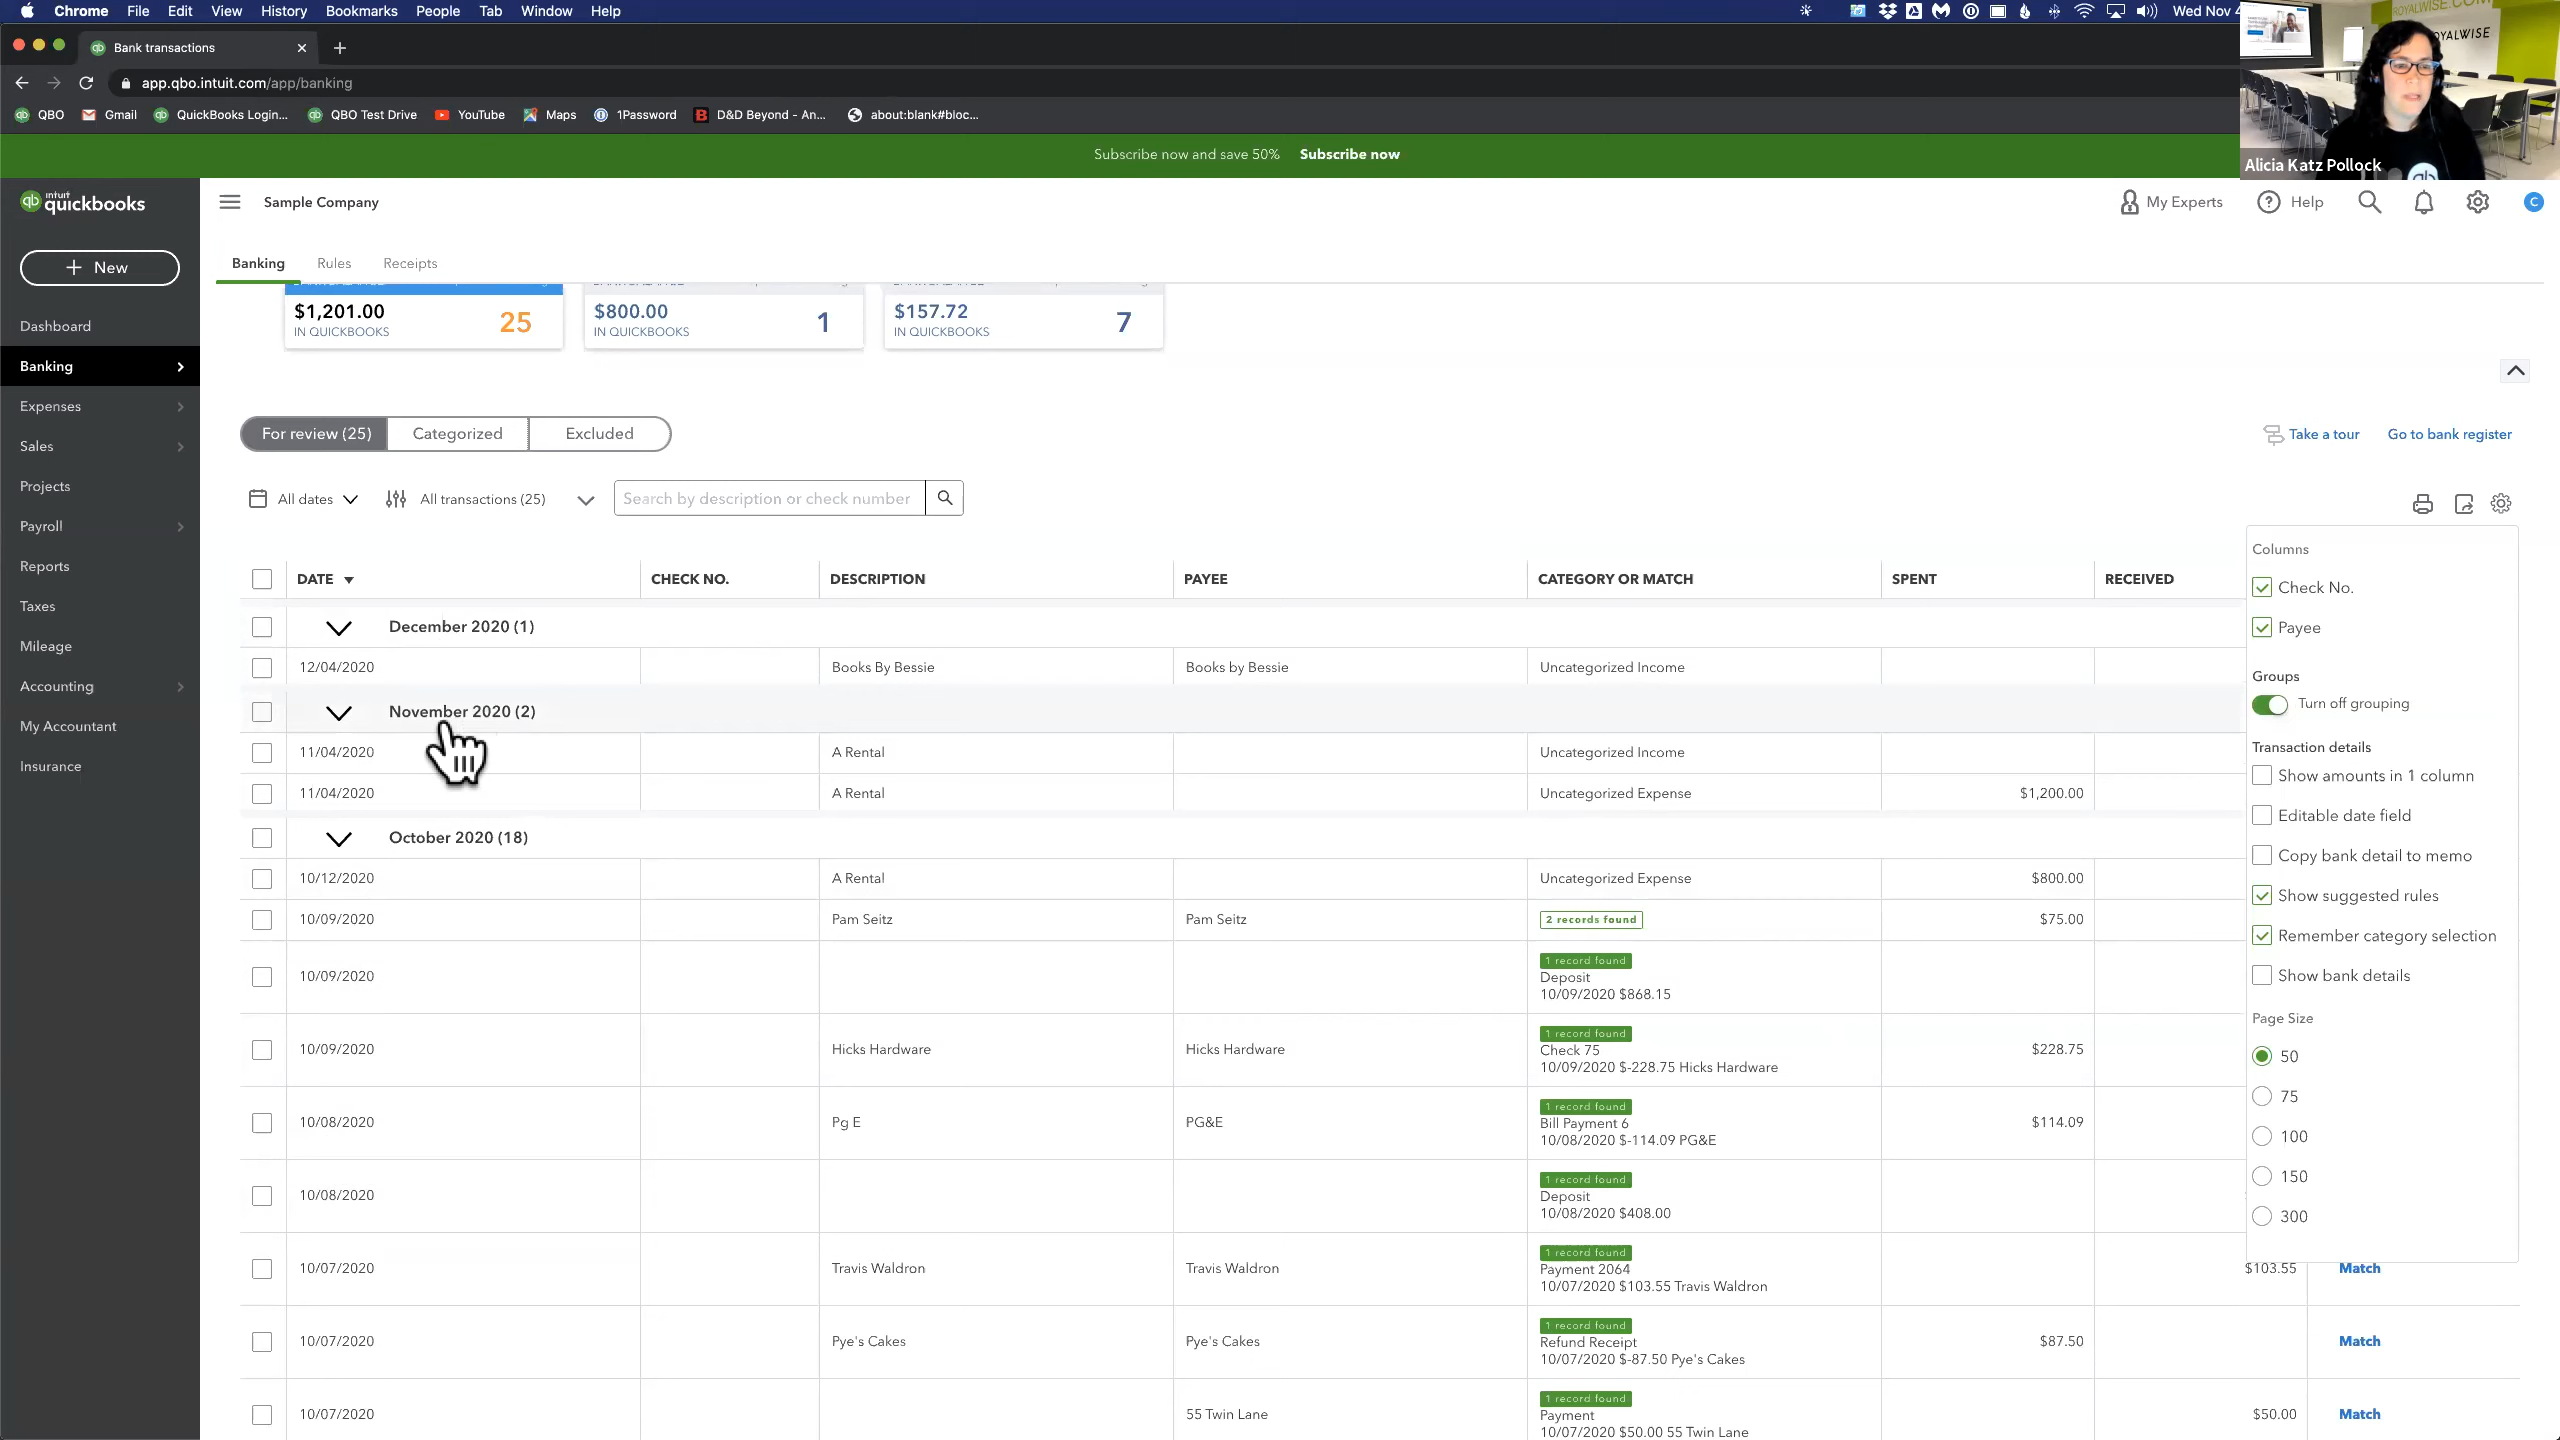 Chrome File Edit View History Bookmarks People Tab Window Help
Wed Nov 4
Bank transactions
app.qbo.intuit.com/app/banking
QBO Gmail QuickBooks Login... QBO Test Drive YouTube Maps 1Password D&D Beyond - An... about:blank#bloc...
ROYALWISE.COM
ROYALWISE
Alicia Katz Pollock
Subscribe now and save 50% Subscribe now
intuit
quickbooks
Sample Company
My Experts Help C
+ New
Banking Rules Receipts
$1,201.00
IN QUICKBOOKS
25
$800.00
IN QUICKBOOKS
1
$157.72
IN QUICKBOOKS
7
Dashboard
Banking
Expenses
Sales
Projects
Payroll
Reports
Taxes
Mileage
Accounting
My Accountant
Insurance
For review (25) Categorized Excluded
Take a tour Go to bank register
All dates All transactions (25) Search by description or check number
DATE CHECK NO. DESCRIPTION PAYEE CATEGORY OR MATCH SPENT RECEIVED
December 2020 (1)
12/04/2020 Books By Bessie Books by Bessie Uncategorized Income
November 2020 (2)
11/04/2020 A Rental Uncategorized Income
11/04/2020 A Rental Uncategorized Expense $1,200.00
October 2020 (18)
10/12/2020 A Rental Uncategorized Expense $800.00
10/09/2020 Pam Seitz Pam Seitz 2 records found $75.00
10/09/2020
1 record found
Deposit
10/09/2020 $868.15
10/09/2020 Hicks Hardware Hicks Hardware
1 record found
Check 75
10/09/2020 $-228.75 Hicks Hardware
$228.75
10/08/2020 Pg E PG&E
1 record found
Bill Payment 6
10/08/2020 $-114.09 PG&E
$114.09
10/08/2020
1 record found
Deposit
10/08/2020 $408.00
10/07/2020 Travis Waldron Travis Waldron
1 record found
Payment 2064
10/07/2020 $103.55 Travis Waldron
$103.55 Match
10/07/2020 Pye's Cakes Pye's Cakes
1 record found
Refund Receipt
10/07/2020 $-87.50 Pye's Cakes
$87.50 Match
10/07/2020 55 Twin Lane
1 record found
Payment
10/07/2020 $50.00 55 Twin Lane
$50.00 Match
Columns
Check No.
Payee
Groups
Turn off grouping
Transaction details
Show amounts in 1 column
Editable date field
Copy bank detail to memo
Show suggested rules
Remember category selection
Show bank details
Page Size
50
75
100
150
300